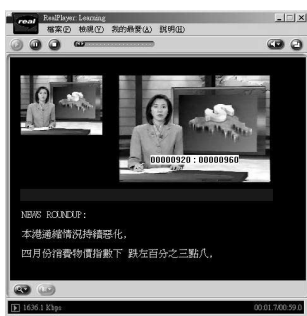 real RealPlayer: Learning
檔案(F) 檢視(V) 我的最愛(A) 說明(H)
00000920 : 00000960
NEWS ROUNDUP:
本港通縮情況持續惡化,
四月份消費物價指數下 跌左百分之三點八,
1636.1 Kbps 00:01.7/00:59.0